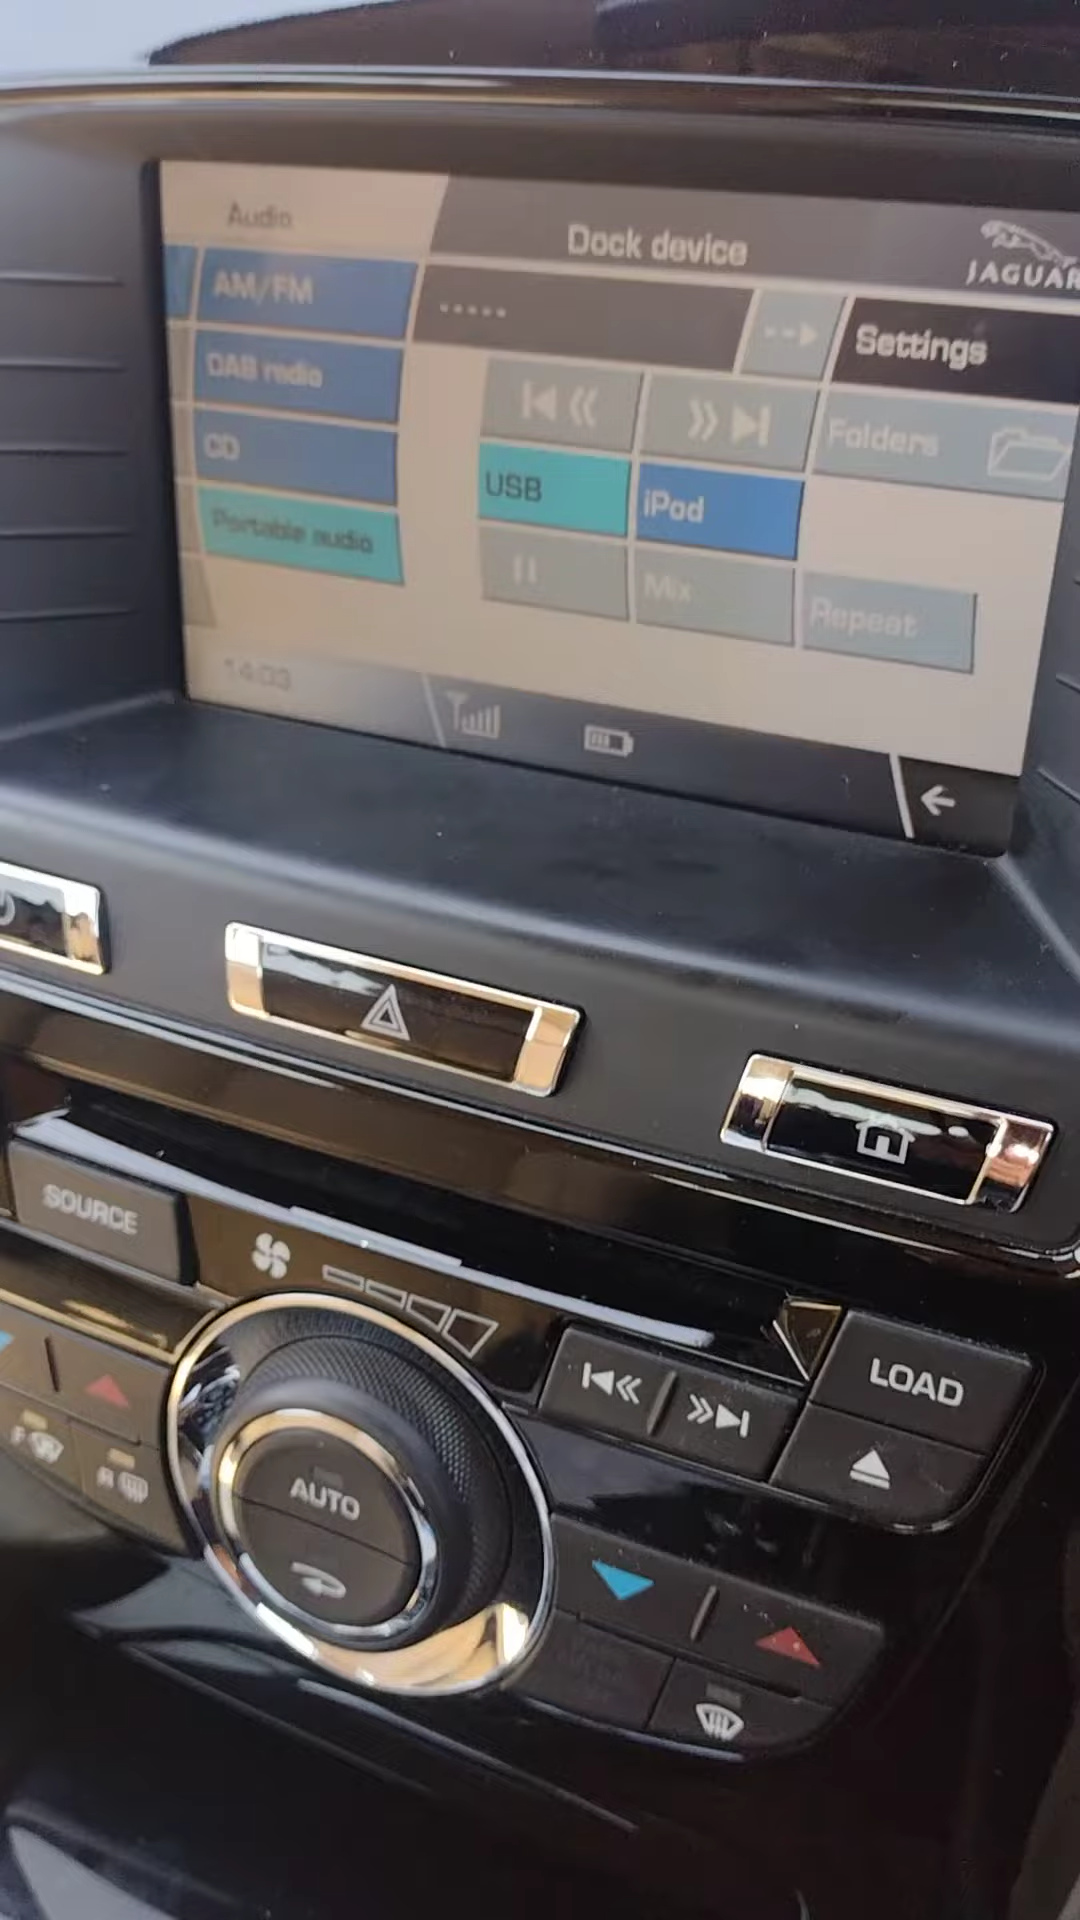 Audio
Dock device
JAGUAR
AM/FM
-----
Settings
DAB radio
Folders
CD
USB
iPod
Portable audio
Mix
Repeat
14:03
SOURCE
LOAD
F
R
AUTO